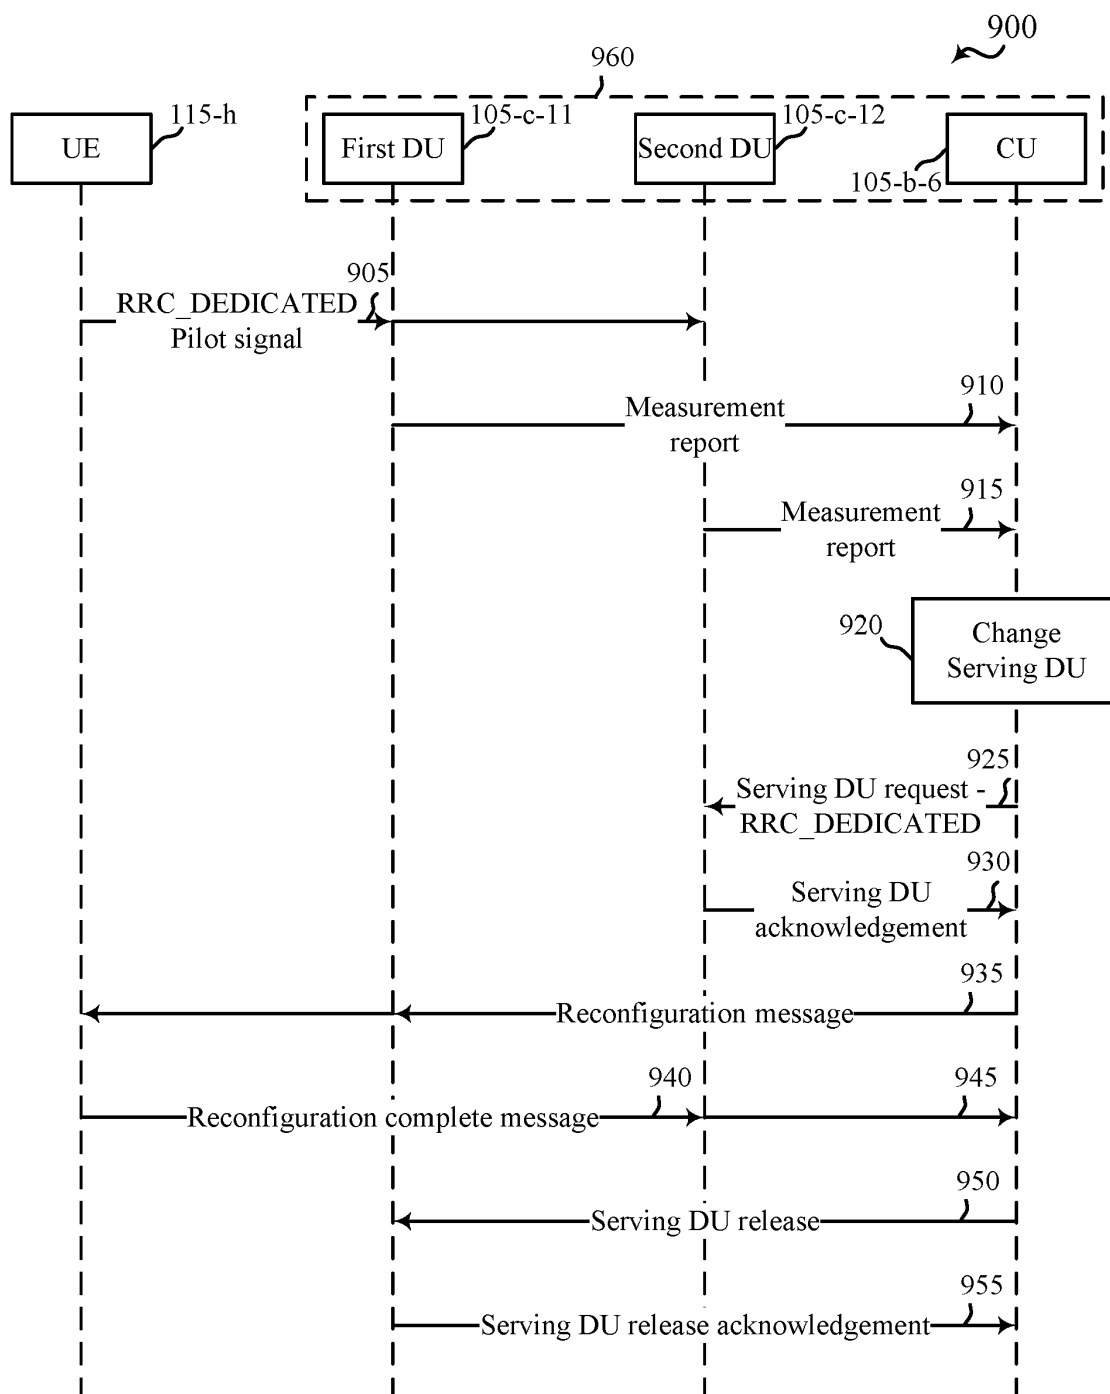 900
960
115-h
105-c-11
105-c-12
UE
First DU
Second DU
CU
105-b-6
905
RRC_DEDICATED
Pilot signal
910
Measurement
report
915
Measurement
report
920
Change
Serving DU
925
Serving DU request -
RRC_DEDICATED
930
Serving DU
acknowledgement
935
Reconfiguration message
940
945
Reconfiguration complete message
950
Serving DU release
955
Serving DU release acknowledgement